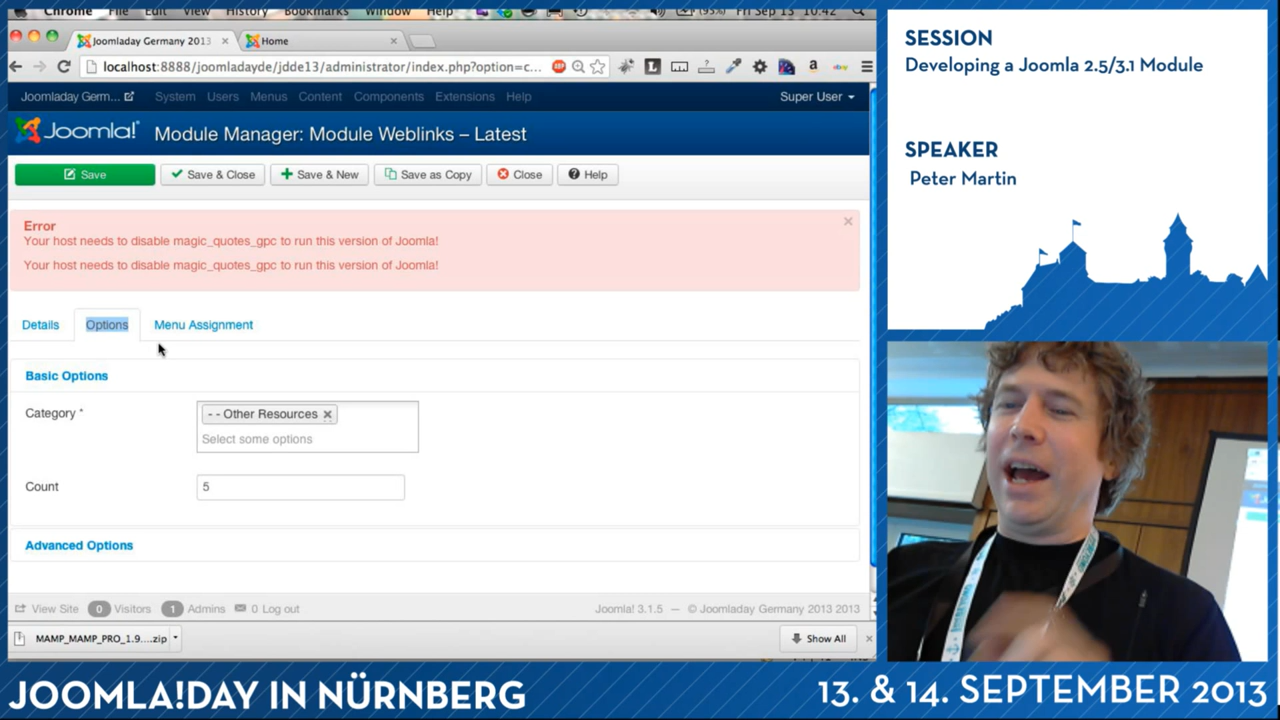 Chrome File Edit View History Bookmarks Window Help (95%) Fri Sep 13 10:42
Joomladay Germany 2013 × Home ×
localhost:8888/joomladayde/jdde13/administrator/index.php?option=c...
Joomladay Germ... System Users Menus Content Components Extensions Help Super User
Joomla! Module Manager: Module Weblinks – Latest
Save Save & Close Save & New Save as Copy Close Help
Error ×
Your host needs to disable magic_quotes_gpc to run this version of Joomla!
Your host needs to disable magic_quotes_gpc to run this version of Joomla!
Details Options Menu Assignment
Basic Options
Category * - - Other Resources ×
Select some options
Count 5
Advanced Options
View Site 0 Visitors 1 Admins 0 Log out Joomla! 3.1.5 — © Joomladay Germany 2013 2013
MAMP_MAMP_PRO_1.9....zip Show All ×
SESSION
Developing a Joomla 2.5/3.1 Module
SPEAKER
Peter Martin
JOOMLA!DAY IN NÜRNBERG 13. & 14. SEPTEMBER 2013